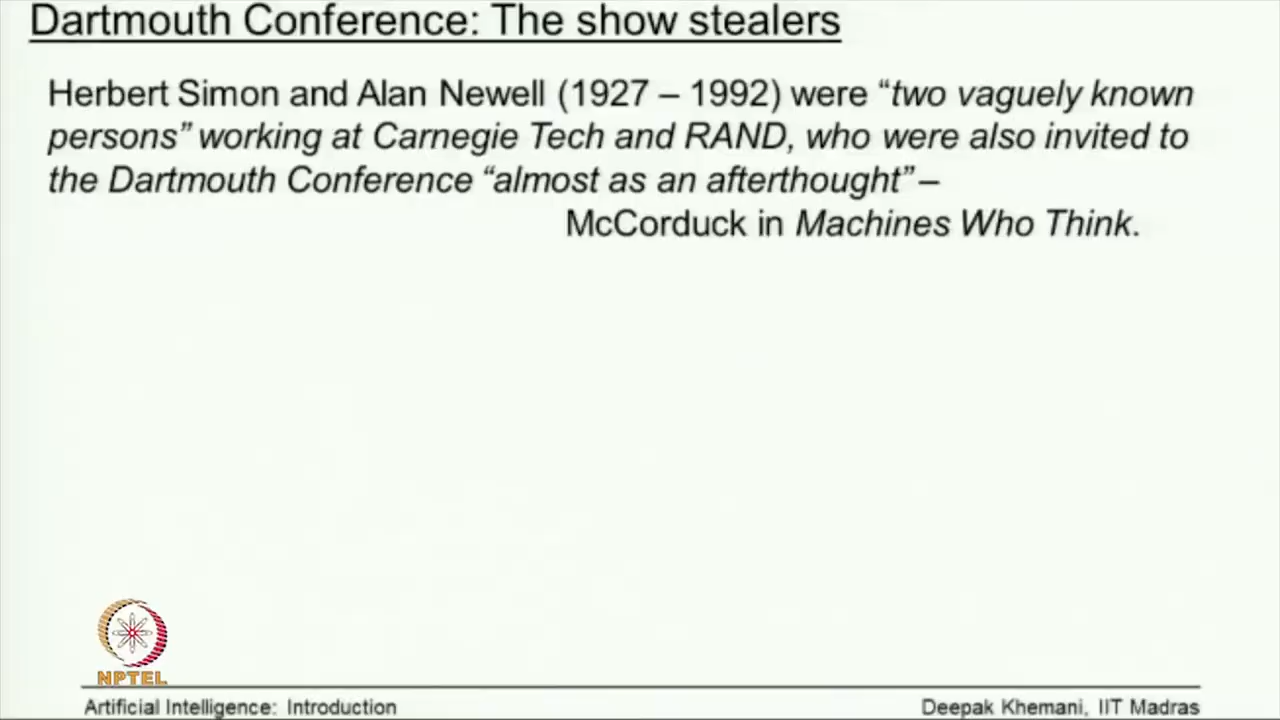 Dartmouth Conference: The show stealers
Herbert Simon and Alan Newell (1927 – 1992) were “two vaguely known
persons” working at Carnegie Tech and RAND, who were also invited to
the Dartmouth Conference “almost as an afterthought” –
McCorduck in Machines Who Think.
NPTEL
Artificial Intelligence: Introduction
Deepak Khemani, IIT Madras